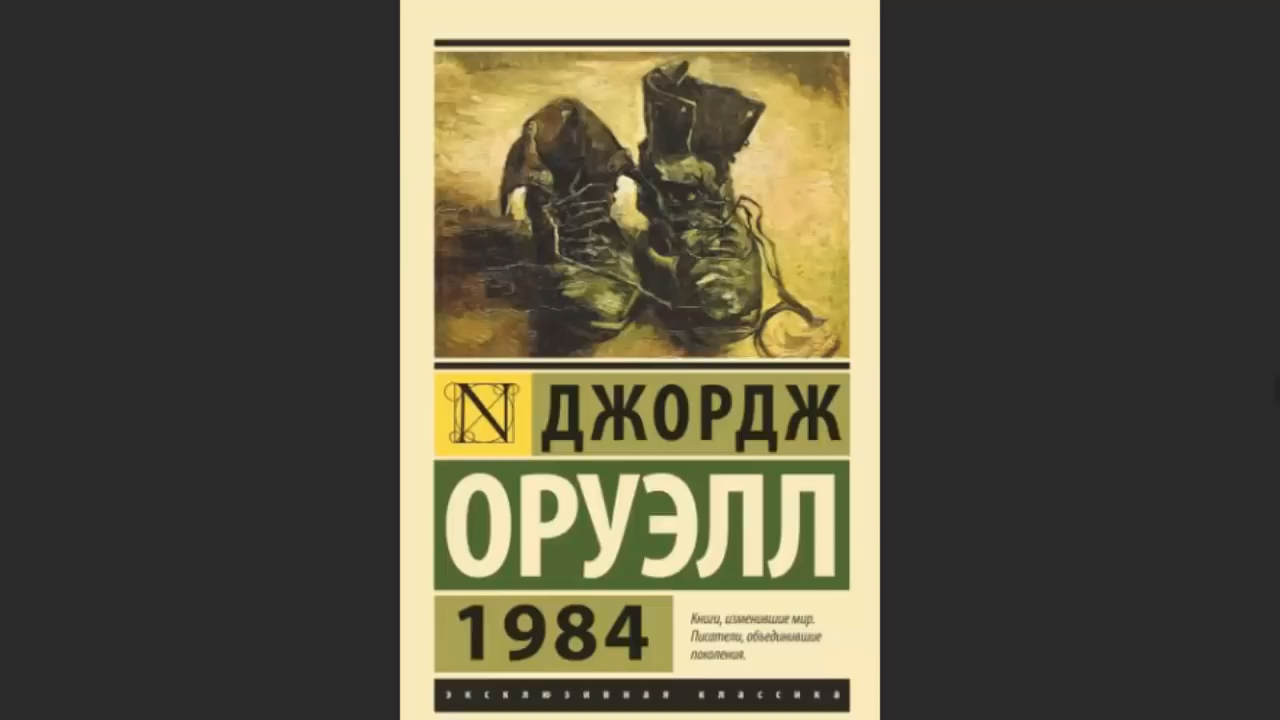 N ДЖОРДЖ
ОРУЭЛЛ
1984
Книги, изменившие мир.
Писатели, объединившие
поколения.
эксклюзивная классика